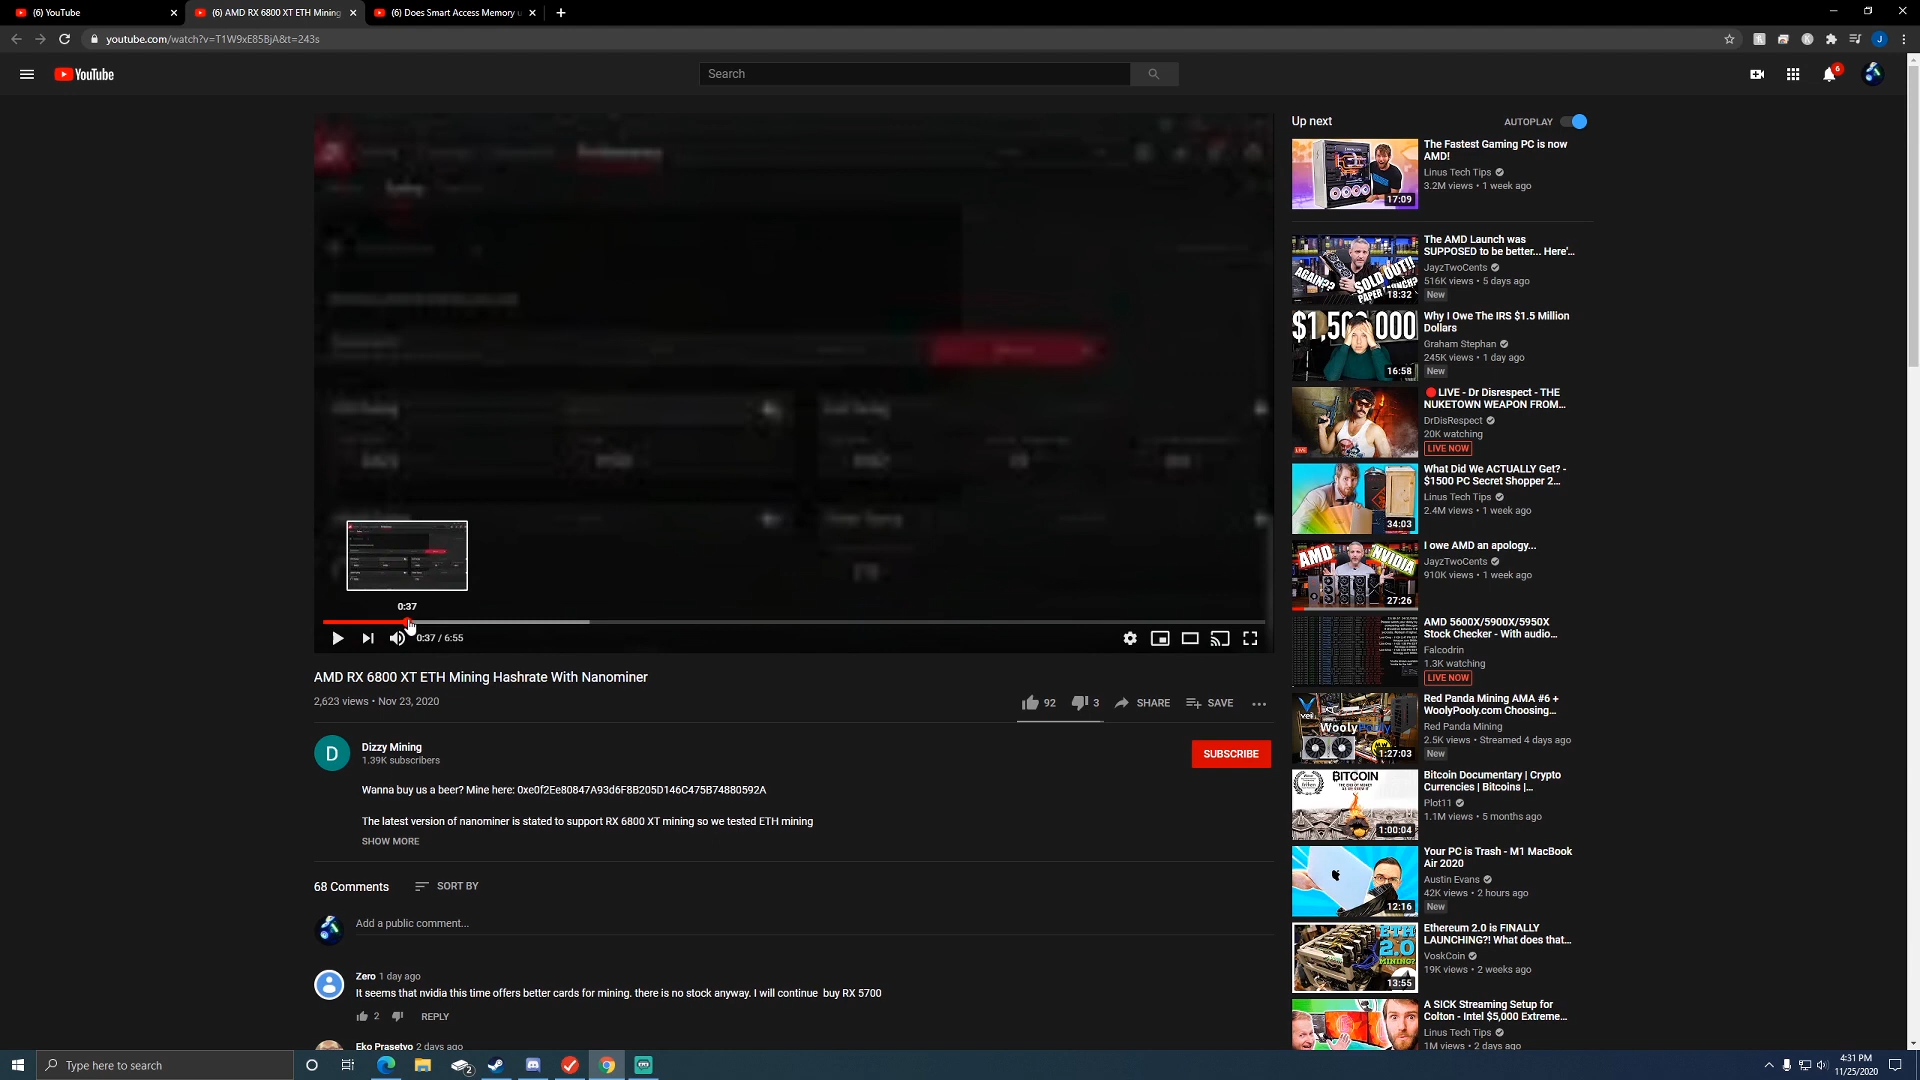 (6) YouTube
(6) AMD RX 6800 XT ETH Mining
(6) Does Smart Access Memory
youtube.com/watch?v=T1W9xE85BjA&t=243s
YouTube
Search
6
Up next
AUTOPLAY
The Fastest Gaming PC is now
AMD!
Linus Tech Tips
3.2M views • 1 week ago
17:09
The AMD Launch was
SUPPOSED to be better... Here'...
JayzTwoCents
516K views • 5 days ago
New
AGAIN??
SOLD OUT!!
PAPER LAUNCH?
18:32
Why I Owe The IRS $1.5 Million
Dollars
Graham Stephan
245K views • 1 day ago
New
16:58
LIVE - Dr Disrespect - THE
NUKETOWN WEAPON FROM...
DrDisRespect
20K watching
LIVE NOW
LIVE
What Did We ACTUALLY Get? -
$1500 PC Secret Shopper 2...
Linus Tech Tips
2.4M views • 1 week ago
34:03
I owe AMD an apology...
JayzTwoCents
910K views • 1 week ago
AMD
NVIDIA
27:26
AMD 5600X/5900X/5950X
Stock Checker - With audio...
Falcodrin
1.3K watching
LIVE NOW
Red Panda Mining AMA #6 +
WoolyPooly.com Choosing...
Red Panda Mining
2.5K views • Streamed 4 days ago
New
WoolyPooly
1:27:03
Bitcoin Documentary | Crypto
Currencies | Bitcoins |...
Plot11
1.1M views • 5 months ago
BITCOIN
1:00:04
Your PC is Trash - M1 MacBook
Air 2020
Austin Evans
42K views • 2 hours ago
New
12:16
Ethereum 2.0 is FINALLY
LAUNCHING?! What does that...
VoskCoin
19K views • 2 weeks ago
ETH
2.0
MINING?
13:55
A SICK Streaming Setup for
Colton - Intel $5,000 Extreme...
Linus Tech Tips
1M views • 2 days ago
0:37
0:37 / 6:55
AMD RX 6800 XT ETH Mining Hashrate With Nanominer
2,623 views • Nov 23, 2020
92
3
SHARE
SAVE
D
Dizzy Mining
1.39K subscribers
SUBSCRIBE
Wanna buy us a beer? Mine here: 0xe0f2Ee80847A93d6F8B205D146C475B74880592A
The latest version of nanominer is stated to support RX 6800 XT mining so we tested ETH mining
SHOW MORE
68 Comments
SORT BY
Add a public comment...
Zero 1 day ago
It seems that nvidia this time offers better cards for mining. there is no stock anyway. I will continue buy RX 5700
2
REPLY
Eko Prasetyo 2 days ago
Type here to search
2
4:31 PM
11/25/2020